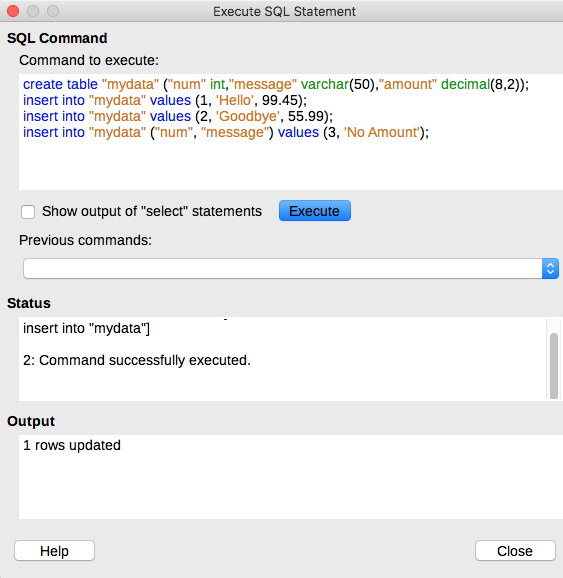 Execute SQL Statement
SQL Command
Command to execute:
create table "mydata" ("num" int,"message" varchar(50),"amount" decimal(8,2));
insert into "mydata" values (1, 'Hello', 99.45);
insert into "mydata" values (2, 'Goodbye', 55.99);
insert into "mydata" ("num", "message") values (3, 'No Amount');
Show output of "select" statements
Execute
Previous commands:
Status
insert into "mydata"]
2: Command successfully executed.
Output
1 rows updated
Help
Close